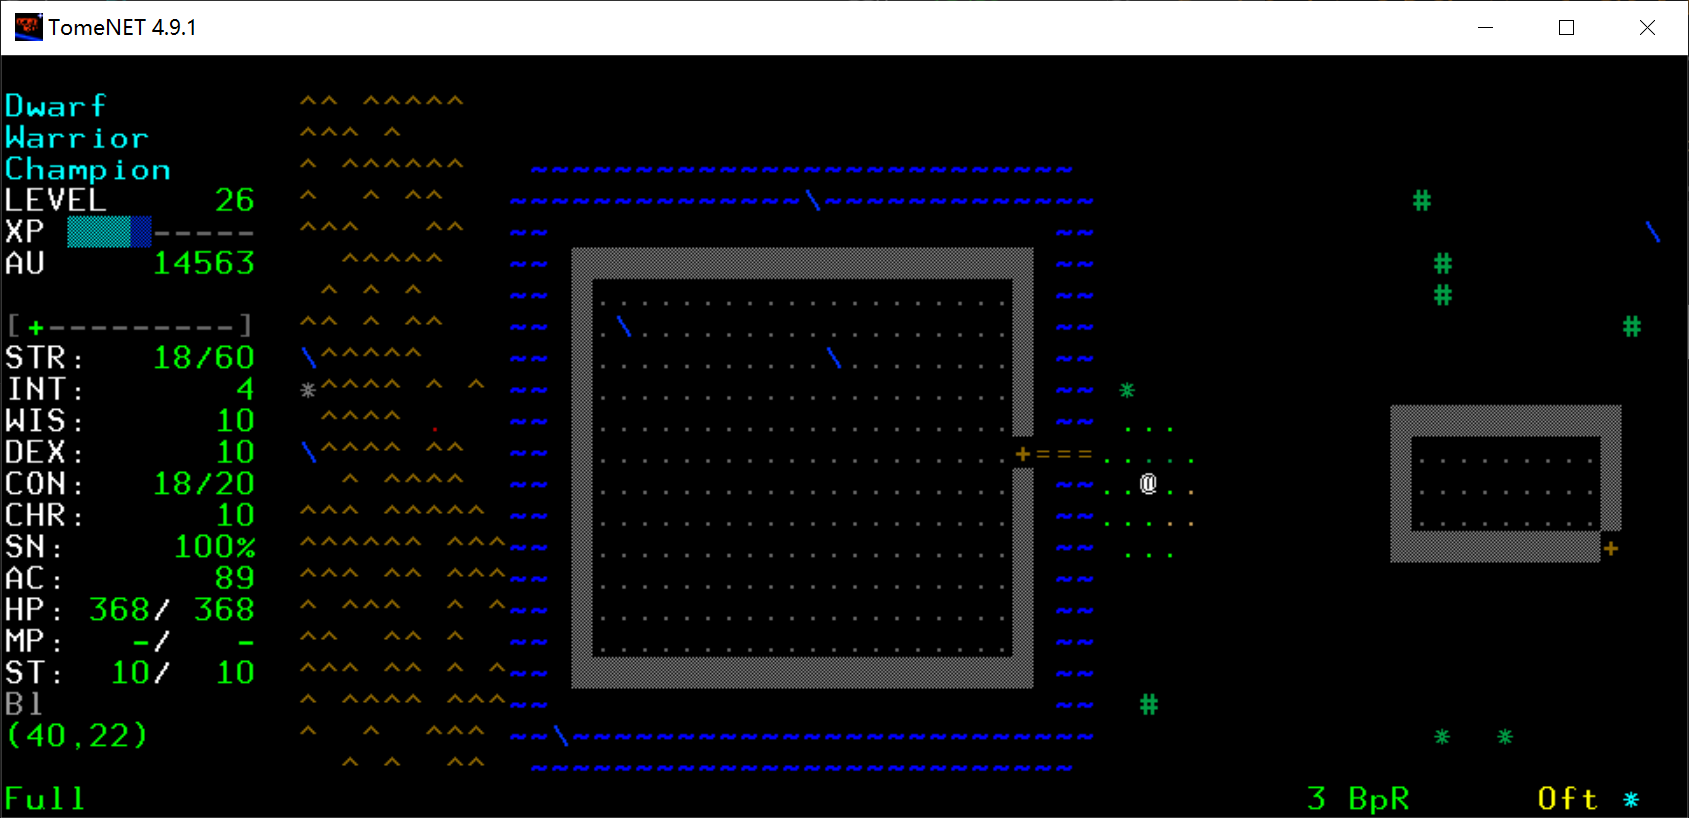 TomeNET 4.9.1
Dwarf
Warrior
Champion
LEVEL 26
XP
AU 14563
[+---------]
STR: 18/60
INT: 4
WIS: 10
DEX: 10
CON: 18/20
CHR: 10
SN: 100%
AC: 89
HP: 368/ 368
MP: -/ -
ST: 10/ 10
Bl
(40,22)
Full 3 BpR 0ft *